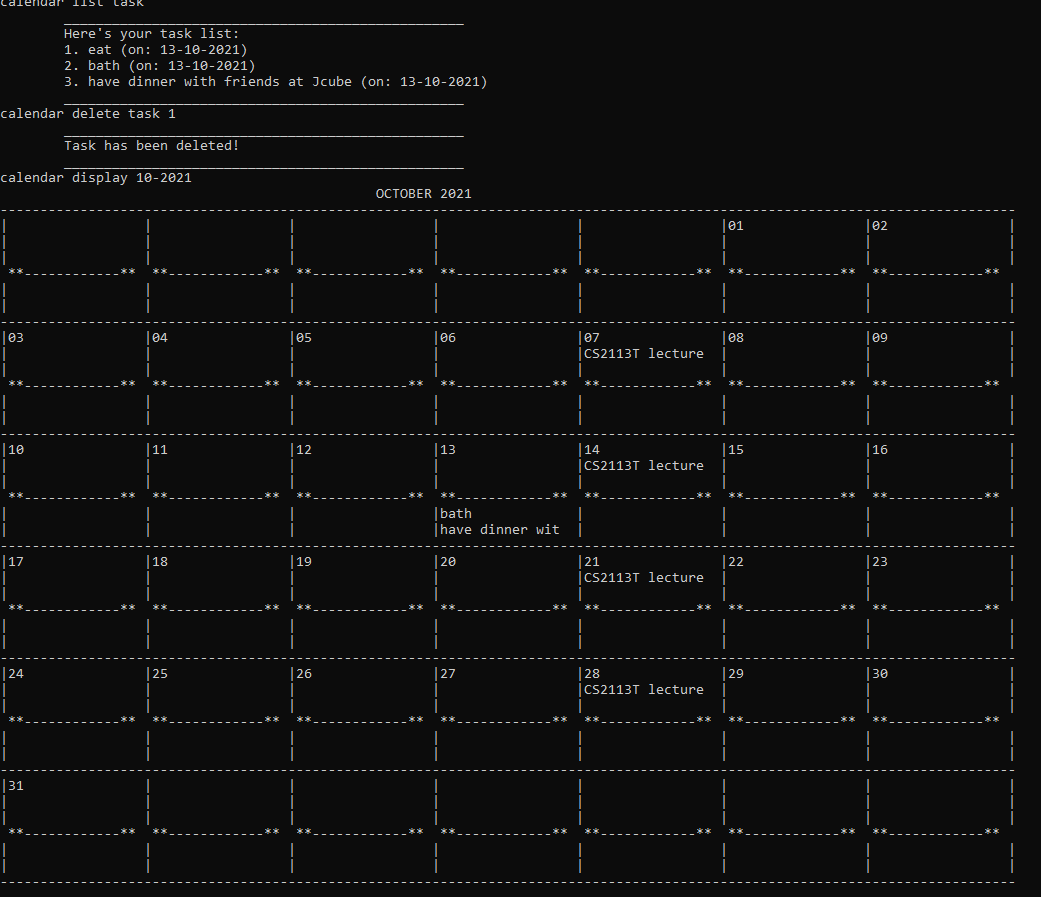 calendar list task
__________________________________________________
Here's your task list:
1. eat (on: 13-10-2021)
2. bath (on: 13-10-2021)
3. have dinner with friends at Jcube (on: 13-10-2021)
__________________________________________________
calendar delete task 1
__________________________________________________
Task has been deleted!
__________________________________________________
calendar display 10-2021
OCTOBER 2021
01 02
03 04 05 06 07 08 09
CS2113T lecture
10 11 12 13 14 15 16
CS2113T lecture
bath
have dinner wit
17 18 19 20 21 22 23
CS2113T lecture
24 25 26 27 28 29 30
CS2113T lecture
31